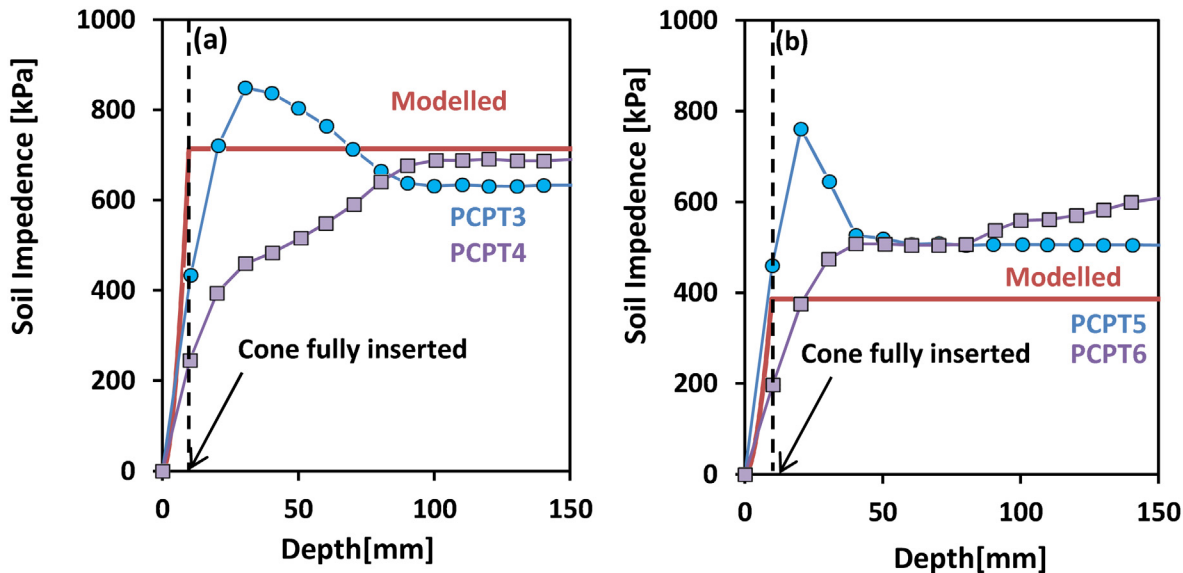 (a)
1000
800
600
400
200
0
Soil Impedence [kPa]
Modelled
PCPT3
PCPT4
Cone fully inserted
0 50 100 150
Depth[mm]
(b)
1000
800
600
400
200
0
Soil Impedence [kPa]
Modelled
PCPT5
PCPT6
Cone fully inserted
0 50 100 150
Depth[mm]